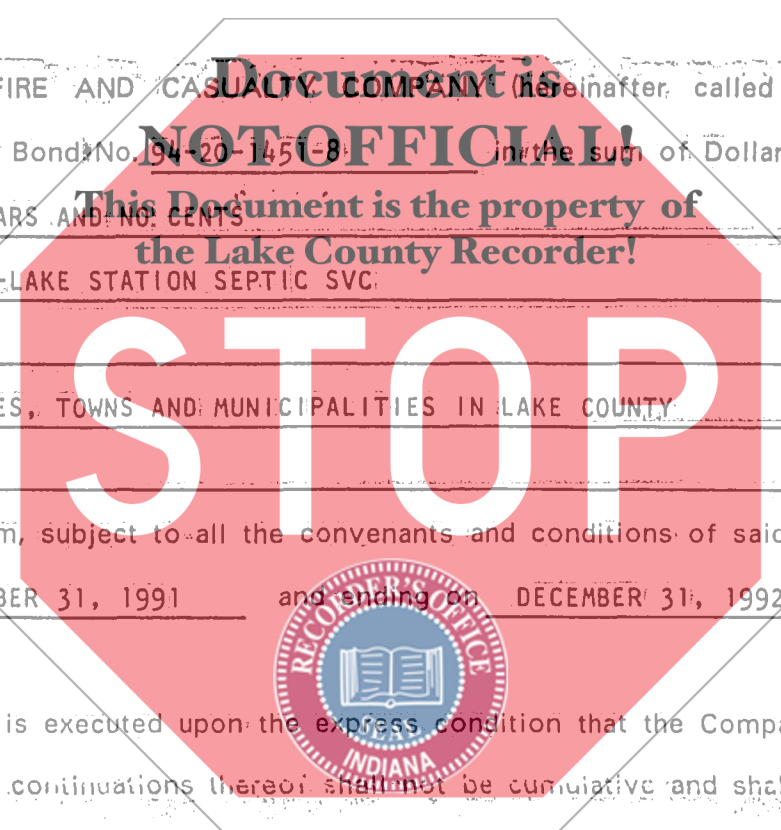 Document is
FIRE AND CASUALTY COMPANY (hereinafter called
NOT OFFICIAL!
Bond No. 94-20-1451-8 in the sum of Dollar
This Document is the property of
ARS AND NO CENTS
the Lake County Recorder!
-LAKE STATION SEPTIC SVC
STOP
ES, TOWNS AND MUNICIPALITIES IN LAKE COUNTY
m, subject to all the convenants and conditions of said
BER 31, 1991 and ending on DECEMBER 31, 1992
RECORDER'S OFFICE
is executed upon the express condition that the Compa
INDIANA
continuations thereof shall not be cumulative and shal